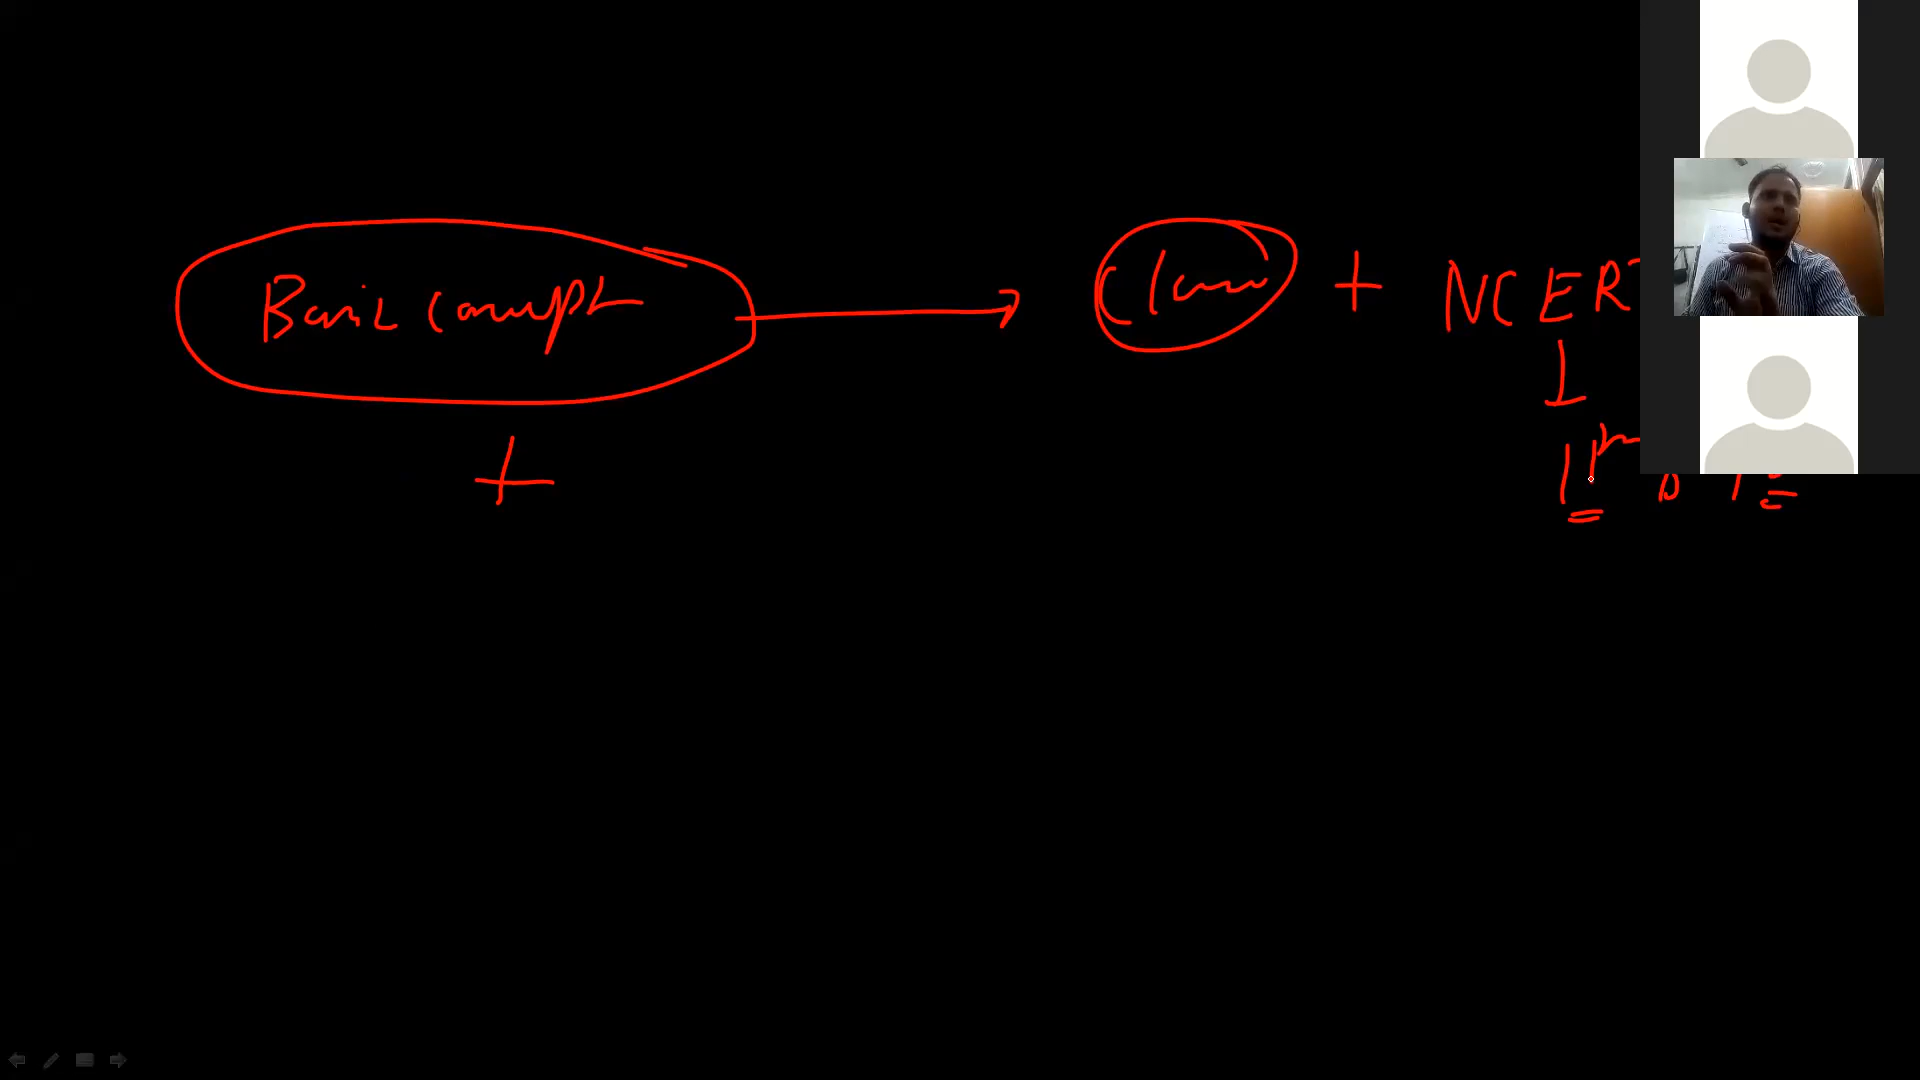 Basic Concept → Class + NCERT
+